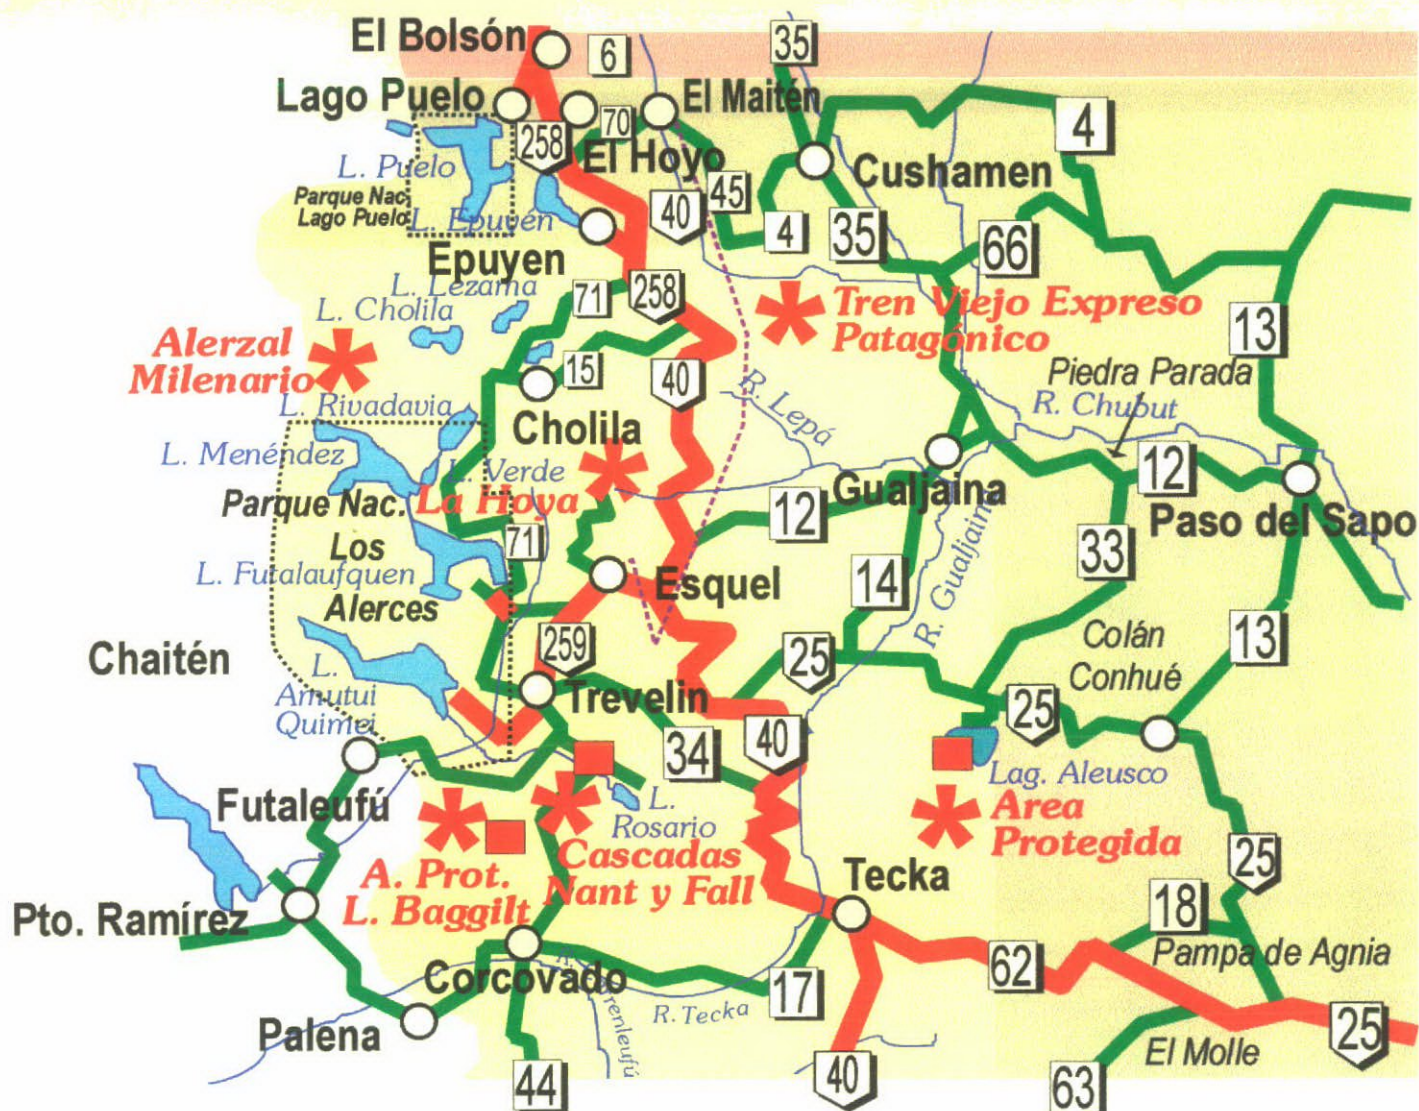 El Bolsón
6
35
Lago Puelo
70
El Maitén
4
258
El Hoyo
L. Puelo
Cushamen
Parque Nac.
Lago Puelo
L. Epuyén
40
45
4
35
66
Epuyen
L. Lezama
71
258
L. Cholila
Tren Viejo Expreso
Patagónico
13
Alerzal
Milenario
15
40
Piedra Parada
R. Chubut
L. Rivadavia
R. Lepá
Cholila
L. Menéndez
L. Verde
12
Parque Nac.
La Hoya
Gualjaina
12
Paso del Sapo
Los
71
33
L. Futalaufquen
Esquel
14
R. Gualjaina
Alerces
Chaitén
259
25
Colán
Conhué
13
L.
Amutui
Quimei
Trevelin
25
34
40
Lag. Aleusco
Futaleufú
L.
Rosario
Area
Protegida
A. Prot.
L. Baggilt
Cascadas
Nant y Fall
Tecka
25
Pto. Ramírez
18
Corcovado
62
Pampa de Agnia
17
R. Tecka
Palena
25
El Molle
44
40
63